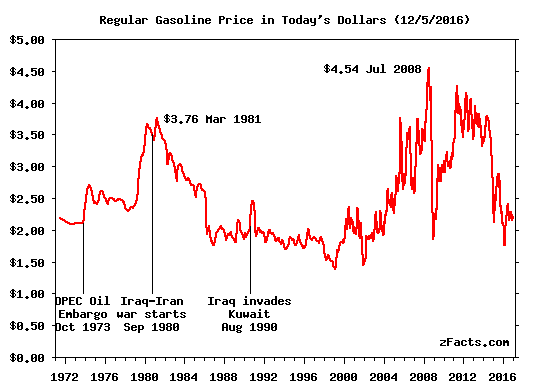 Regular Gasoline Price in Today's Dollars (12/5/2016)
$5.00
$4.50
$4.00
$3.50
$3.00
$2.50
$2.00
$1.50
$1.00
$0.50
$0.00
$4.54 Jul 2008
$3.76 Mar 1981
OPEC Oil
Embargo
Oct 1973
Iraq-Iran
war starts
Sep 1980
Iraq invades
Kuwait
Aug 1990
zFacts.com
1972 1976 1980 1984 1988 1992 1996 2000 2004 2008 2012 2016